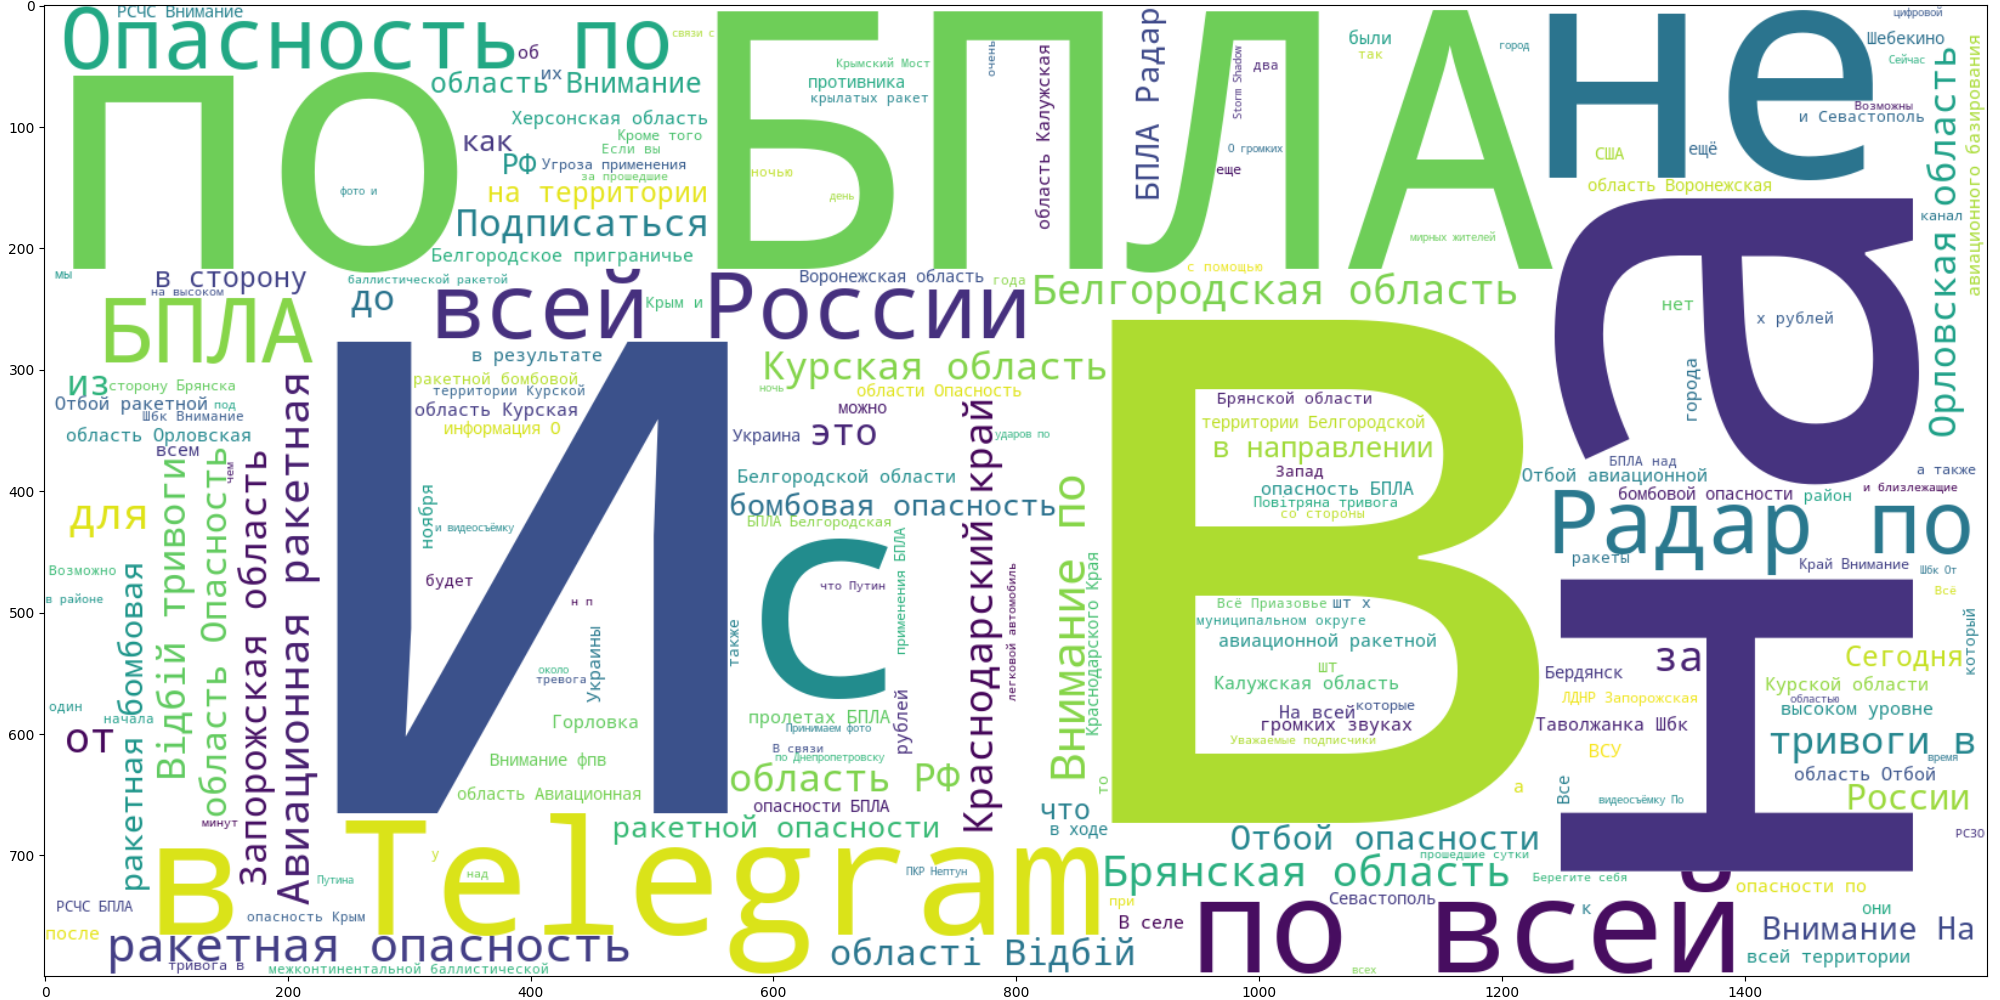 РСЧС Внимание
Опасность по
связи с
об
область Внимание
их
по БПЛА
Херсонская область
как
Кроме того
Если вы
РФ
Угроза применения
за прошедшие
на территории
фото и
Подписаться
Белгородское приграничье
Крымский Мост
противника
крылатых ракет
очень
ночью
день
область Калужская
БПЛА Радар
Storm Shadow
два
О громких
еще
были
так
город
мирных жителей
с помощью
не
цифровой
Шебекино
Сейчас
Возможны
и Севастополь
США
ещё
область Воронежская
Орловская область
авиационного базирования
канал
мы
в сторону
на высоком
баллистической ракетой
до
всей России
Крым и
Воронежская область
года
Белгородская область
БПЛА
на
нет
х рублей
города
из
сторону Брянска
Отбой ракетной
под
Шбк Внимание
область Орловская
всем
И
в результате
ракетной бомбовой
территории Курской
область Курская
информация О
Курская область
ночь
области Опасность
можно
Украина
это
ударов по
Белгородской области
бомбовая опасность
БПЛА Белгородская
В
Брянской области
территории Белгородской
в направлении
Запад
опасность БПЛА
Повітряна тривога
со стороны
БПЛА над
Отбой авиационной
а также
и близлежащие
бомбовой опасности
район
Радар по
ракеты
Край Внимание
Шбк От
для
чем
Возможно
в районе
ракетная бомбовая
Відбій тривоги
область Опасность
Запорожская область
Авиационная ракетная
ноября
и видеосъёмку
будет
н п
с
что Путин
применения БПЛА
Краснодарский край
легковой автомобиль
Внимание по
Краснодарского Края
Всё Приазовье
шт х
муниципальном округе
авиационной ракетной
шт
Калужская область
На всей
которые
громких звуках
Уважаемые подписчики
Всё
который
за
Сегодня
Бердянск
ЛДНР Запорожская
Курской области
областью
высоком уровне
Таволжанка Шбк
ВСУ
тривоги в
время
область Отбой
России
Все
видеосъёмку По
РСЗО
один
начала
от
около
тревога
Украины
также
Горловка
пролетах БПЛА
Принимаем фото
В связи
по Днепропетровску
рублей
Внимание фпв
область РФ
область Авиационная
опасности БПЛА
то
что
в ходе
а
минут
ракетной опасности
Отбой опасности
в Telegram
у
над
Путина
ПКР Нептун
Брянская область
прошедшие сутки
Берегите себя
опасности по
РСЧС БПЛА
опасность Крым
при
В селе
Севастополь
к
они
после
ракетная опасность
тривога в
межконтинентальной баллистической
області Відбій
по всей
всех
Внимание На
всей территории
0
100
200
300
400
500
600
700
0 200 400 600 800 1000 1200 1400